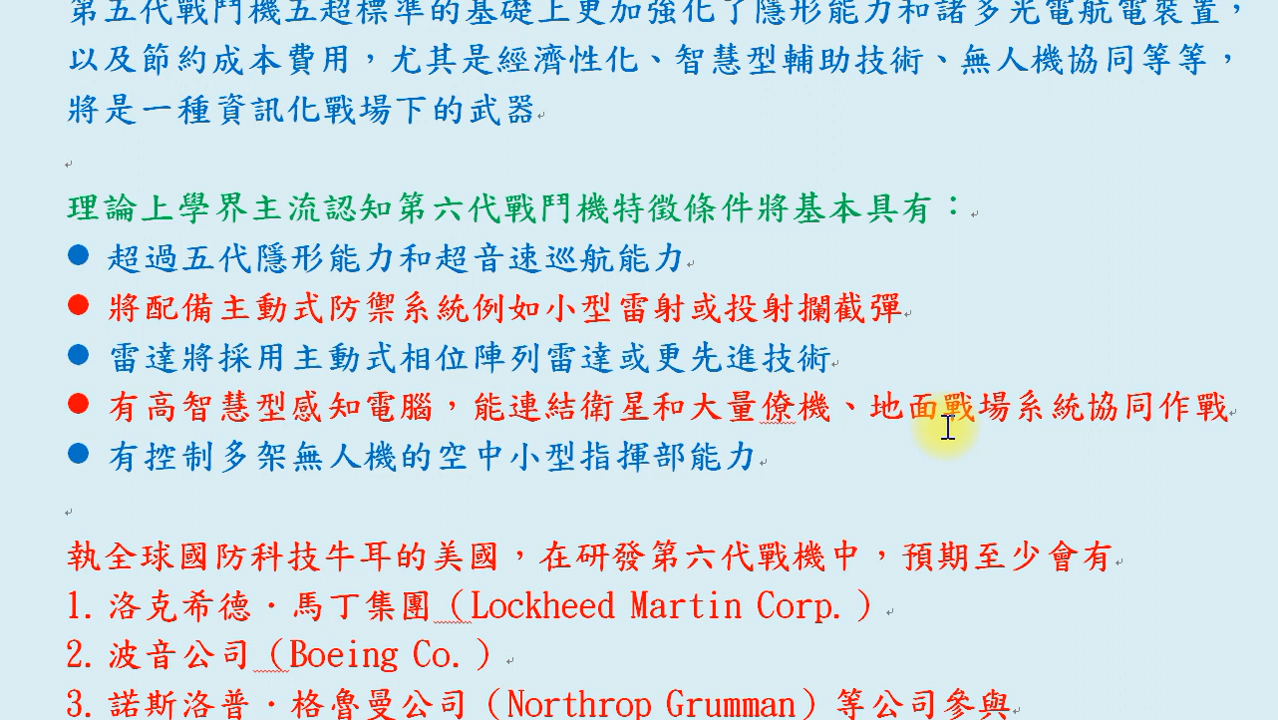 第五代戰鬥機五超標準的基礎上更加強化了隱形能力和諸多光電航電裝置，
以及節約成本費用，尤其是經濟性化、智慧型輔助技術、無人機協同等等，
將是一種資訊化戰場下的武器
理論上學界主流認知第六代戰鬥機特徵條件將基本具有：
● 超過五代隱形能力和超音速巡航能力
● 將配備主動式防禦系統例如小型雷射或投射攔截彈
● 雷達將採用主動式相位陣列雷達或更先進技術
● 有高智慧型感知電腦，能連結衛星和大量僚機、地面戰場系統協同作戰
● 有控制多架無人機的空中小型指揮部能力
執全球國防科技牛耳的美國，在研發第六代戰機中，預期至少會有
1. 洛克希德·馬丁集團（Lockheed Martin Corp.）
2. 波音公司（Boeing Co.）
3. 諾斯洛普·格魯曼公司（Northrop Grumman）等公司參與